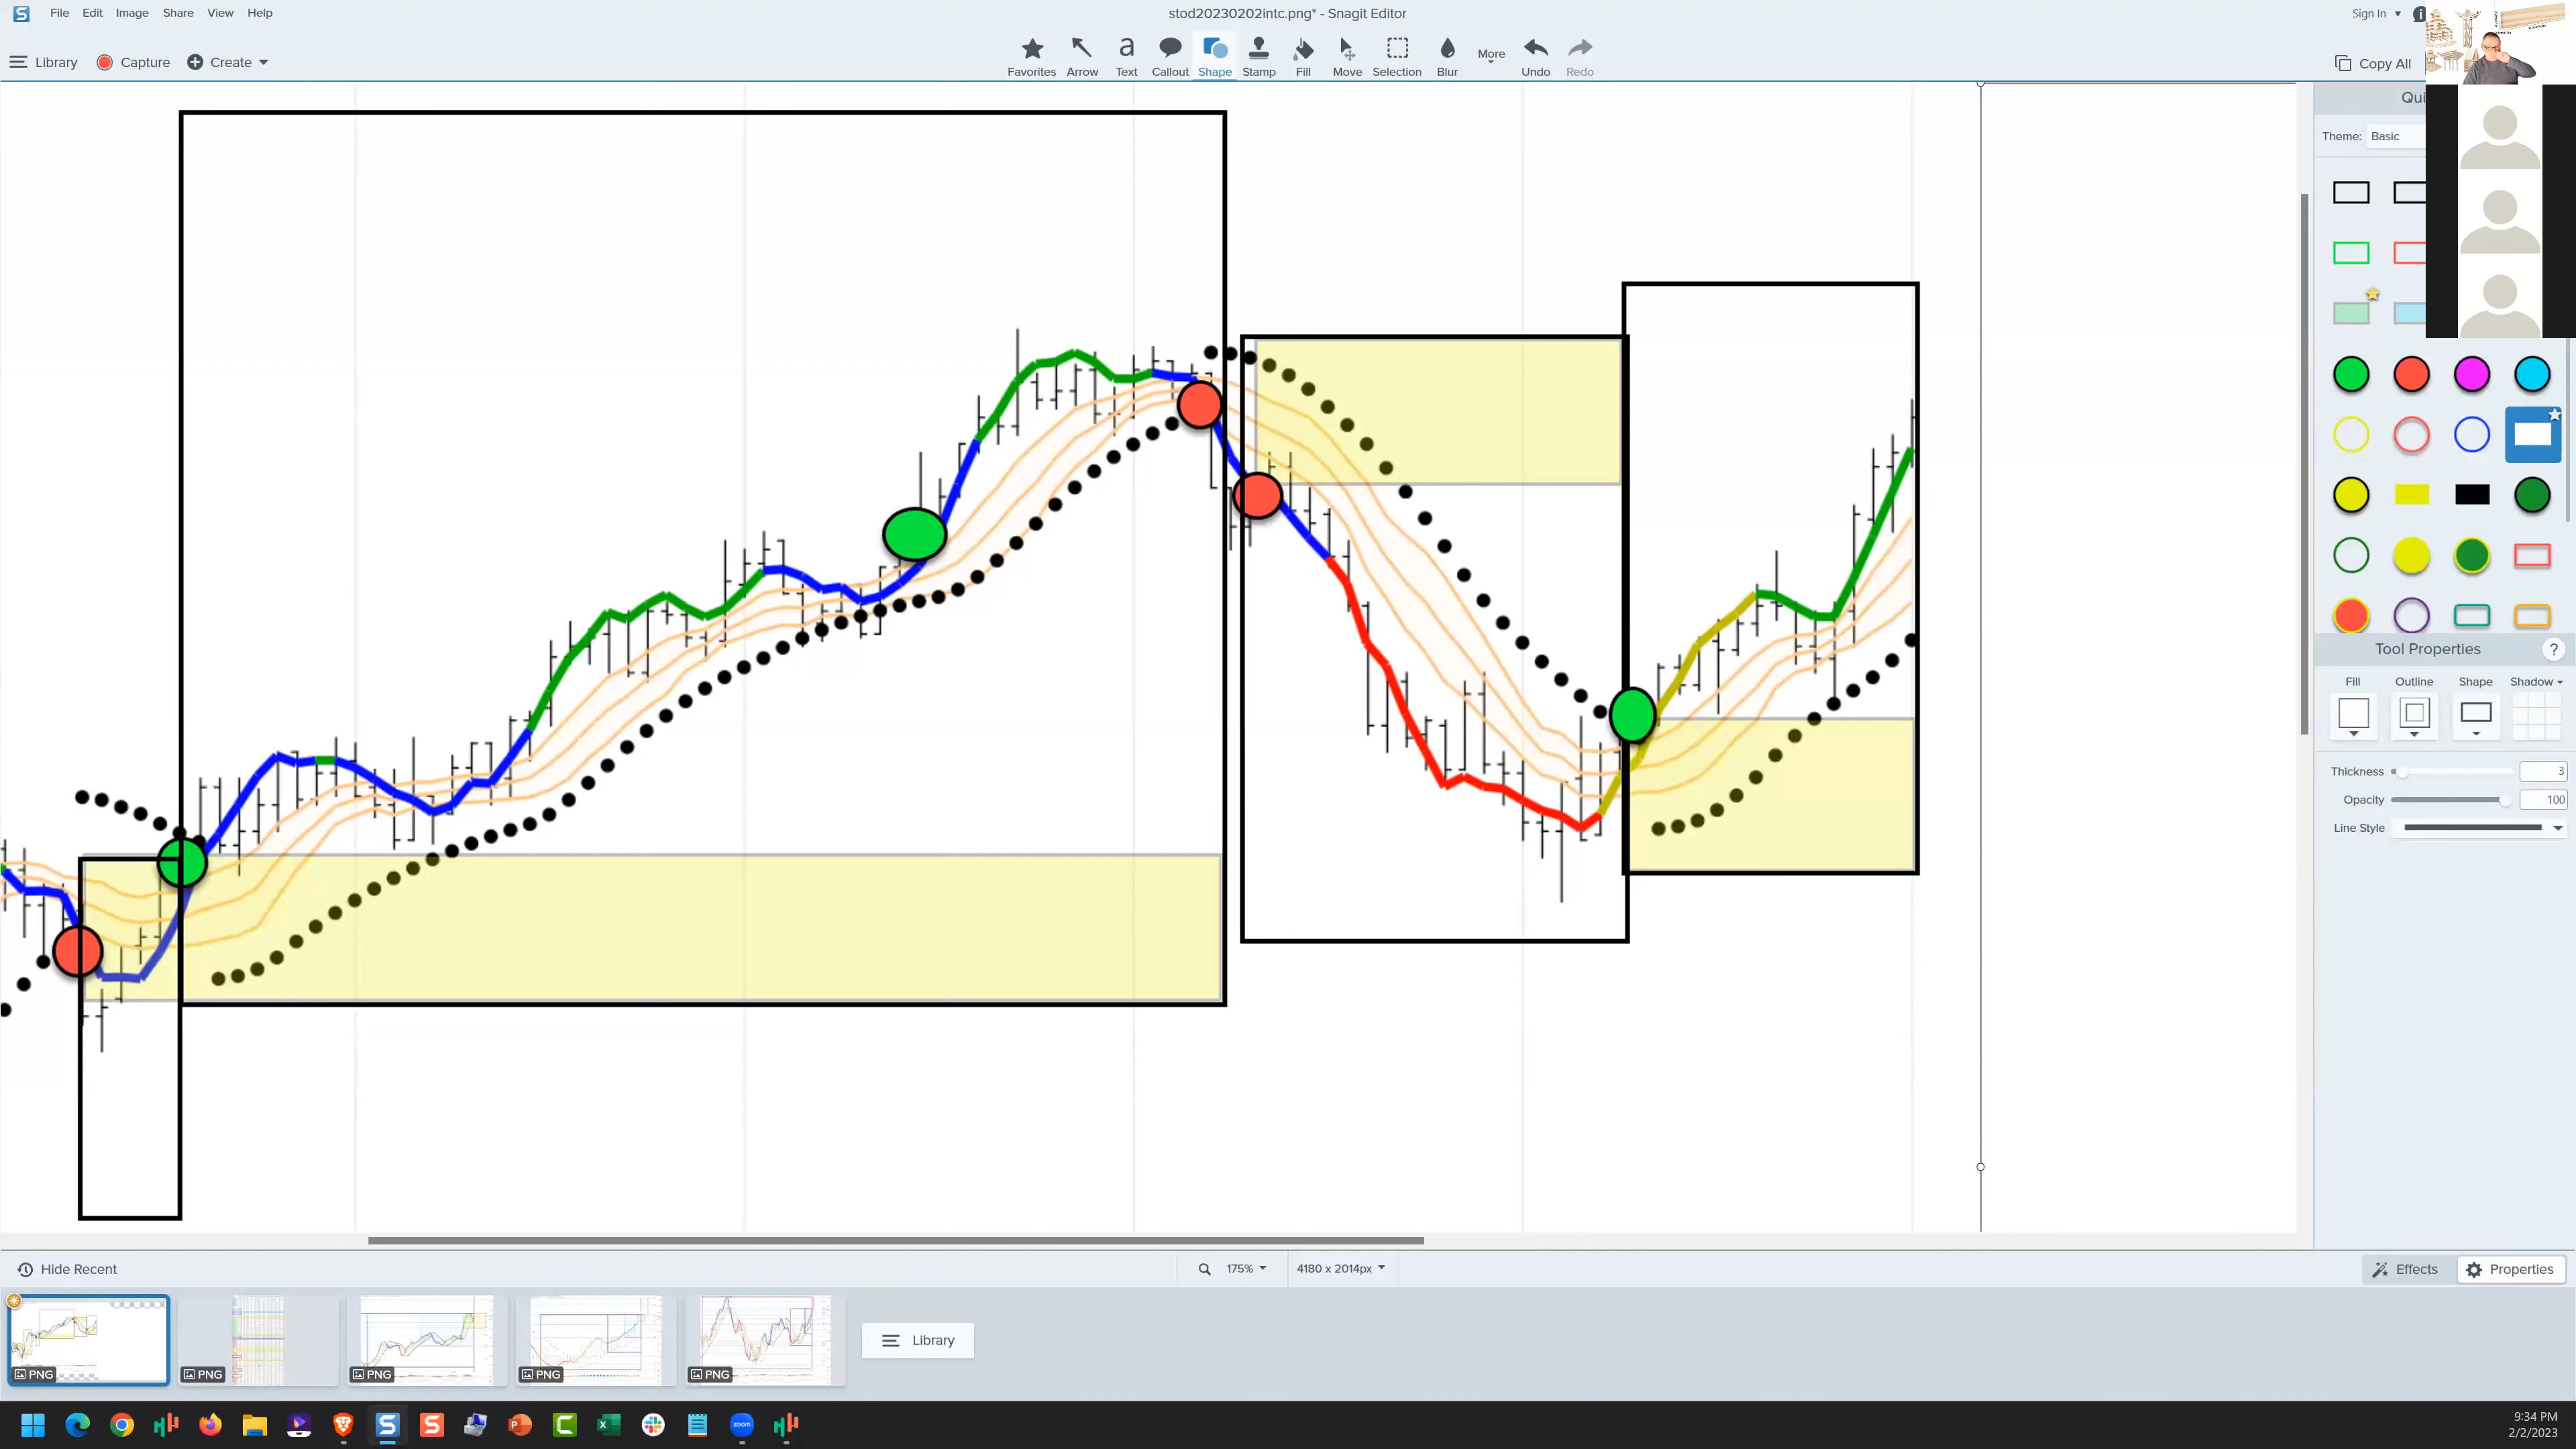 File Edit Image Share View Help
stod20230202intc.png* - Snagit Editor
Sign In
Library Capture Create
Favorites Arrow Text Callout Shape Stamp Fill Move Selection Blur More Undo Redo
Copy All
Qui
Theme: Basic
Tool Properties ?
Fill Outline Shape Shadow
Thickness 3
Opacity 100
Line Style
Hide Recent
175% 4180 x 2014px
Effects Properties
PNG PNG PNG PNG PNG
Library
zoom
9:34 PM
2/2/2023